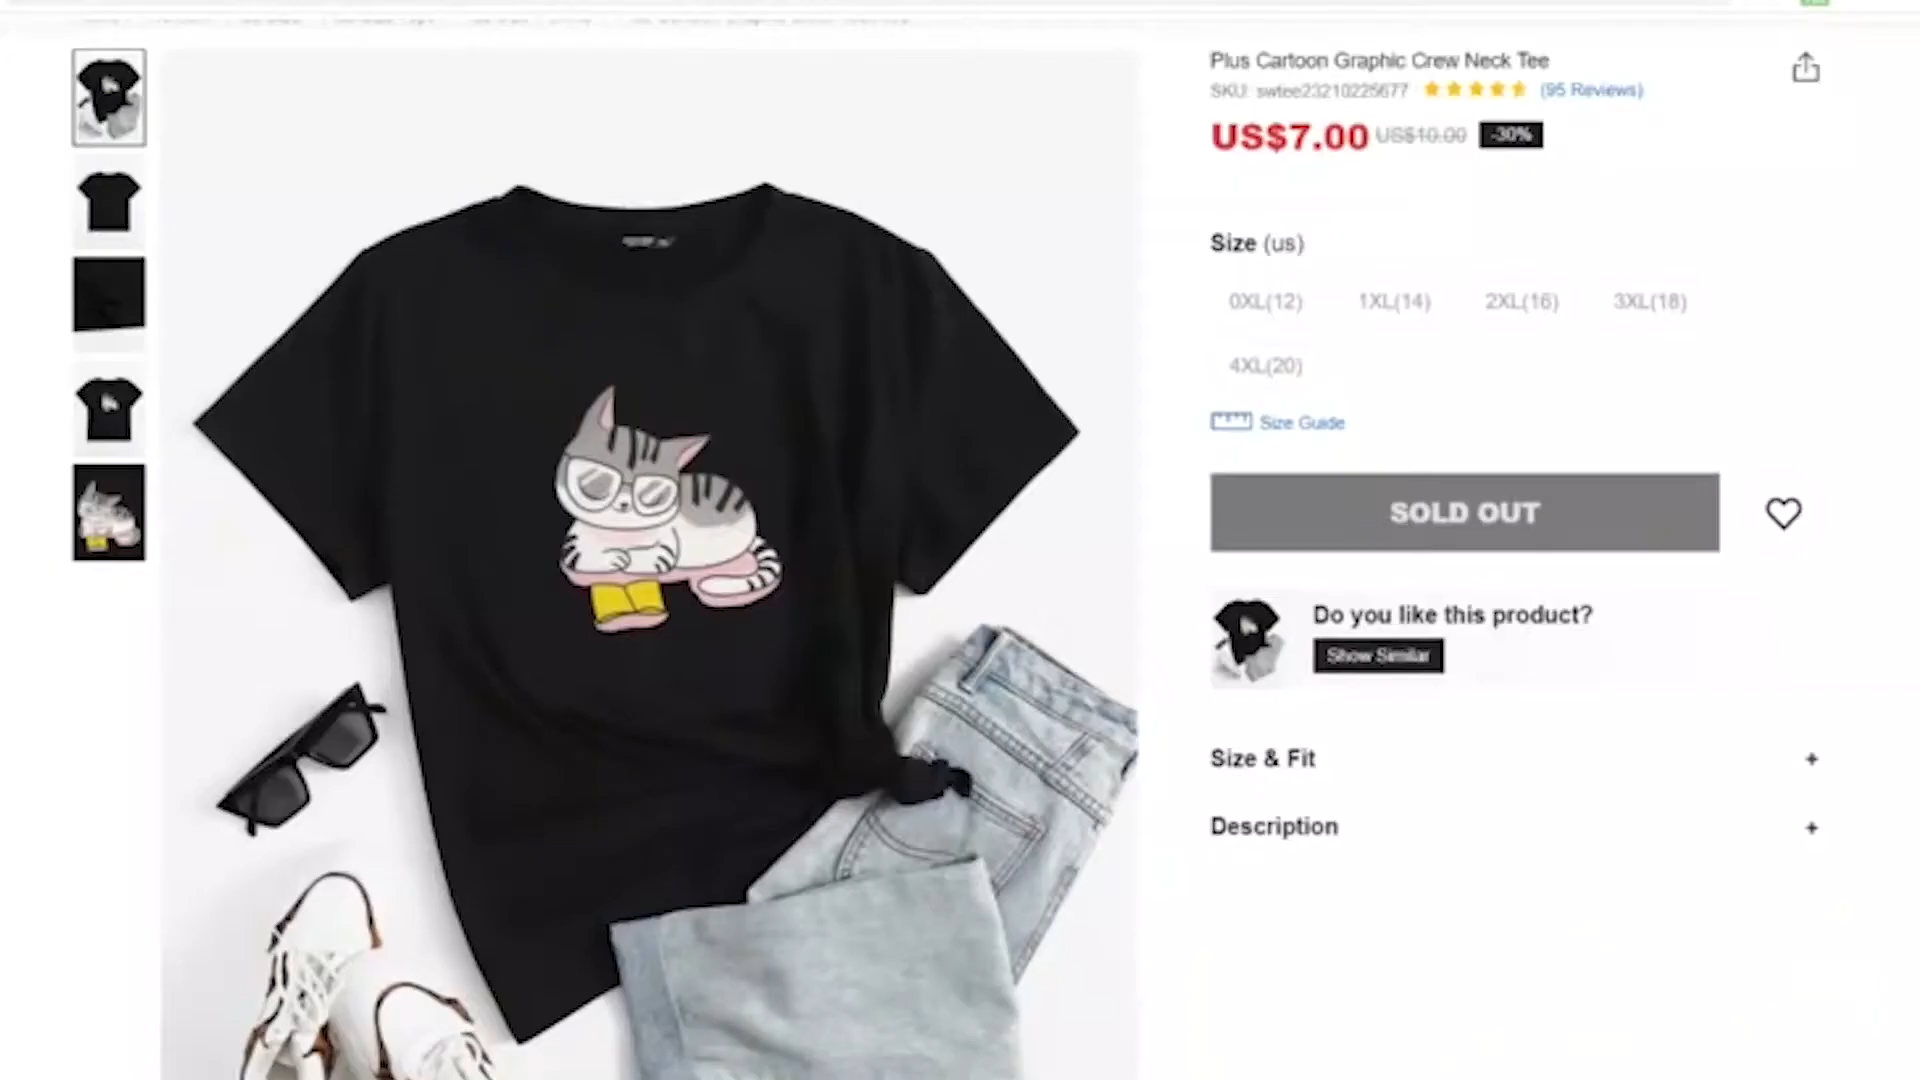 Plus Cartoon Graphic Crew Neck Tee
SKU: swtee23210225677 (95 Reviews)
US$7.00 US$10.00 -30%
Size (us)
0XL(12) 1XL(14) 2XL(16) 3XL(18)
4XL(20)
Size Guide
SOLD OUT
Do you like this product?
Show Similar
Size & Fit +
Description +